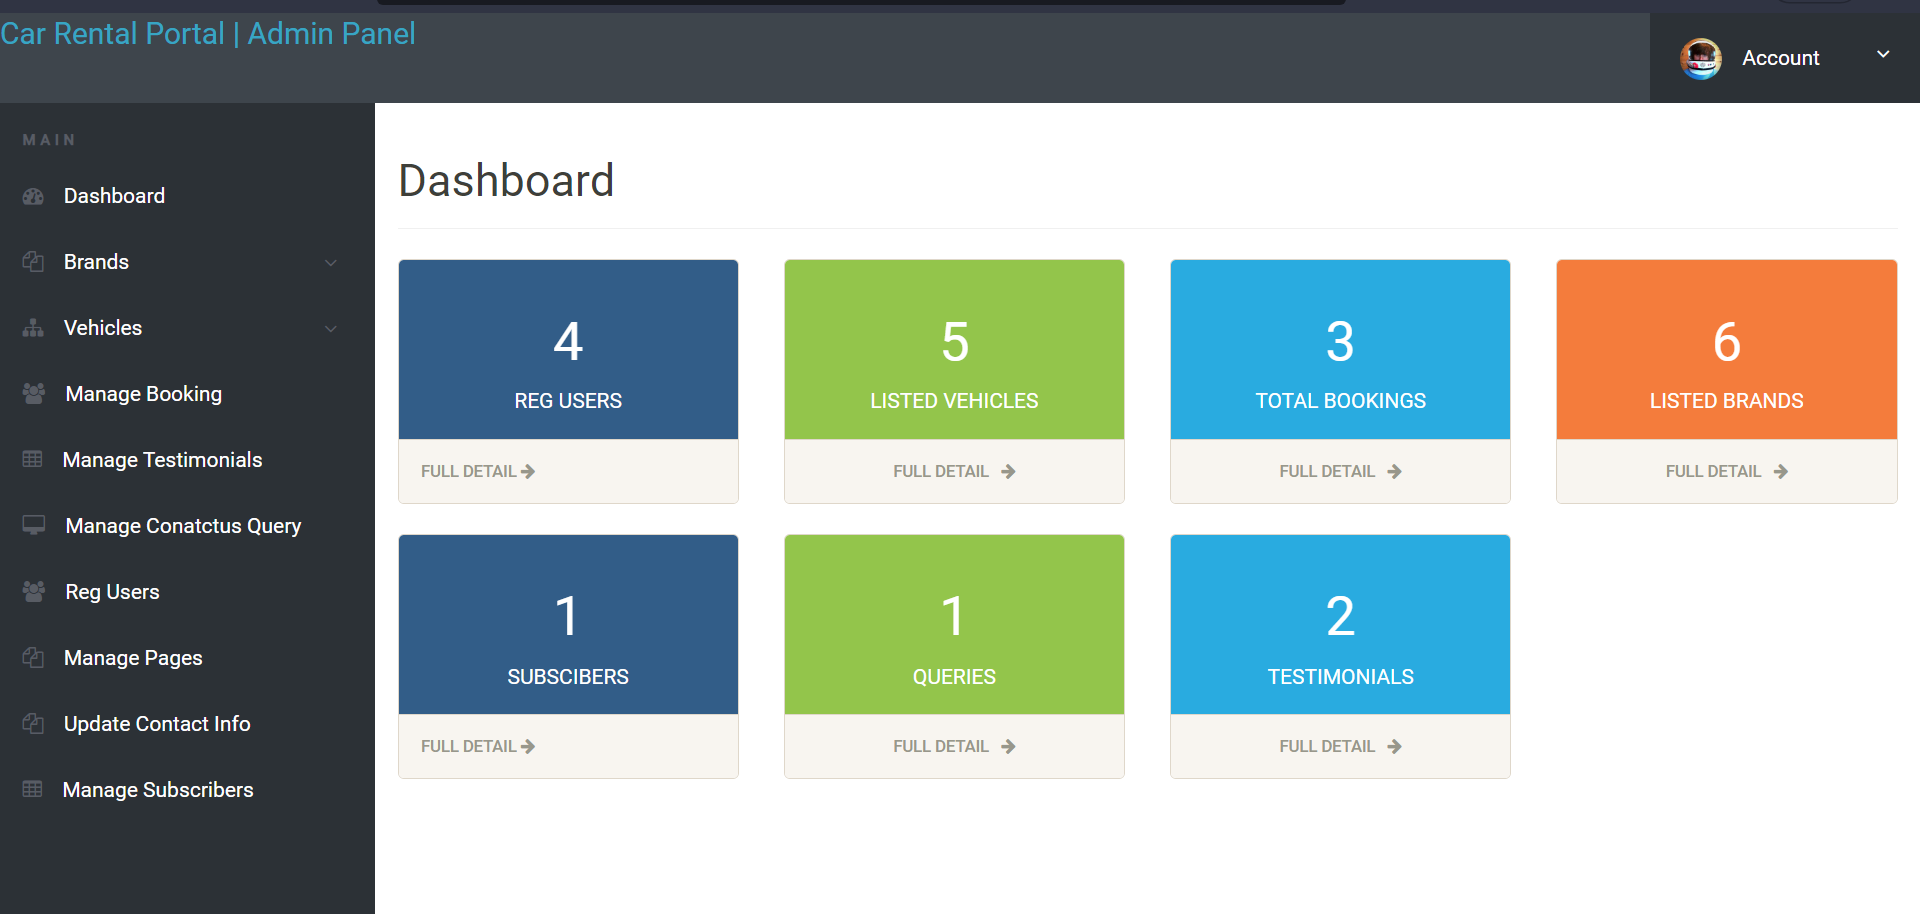 Car Rental Portal | Admin Panel
Account
MAIN
Dashboard
Brands
Vehicles
Manage Booking
Manage Testimonials
Manage Conatctus Query
Reg Users
Manage Pages
Update Contact Info
Manage Subscribers
Dashboard
4
REG USERS
FULL DETAIL
5
LISTED VEHICLES
FULL DETAIL
3
TOTAL BOOKINGS
FULL DETAIL
6
LISTED BRANDS
FULL DETAIL
1
SUBSCIBERS
FULL DETAIL
1
QUERIES
FULL DETAIL
2
TESTIMONIALS
FULL DETAIL